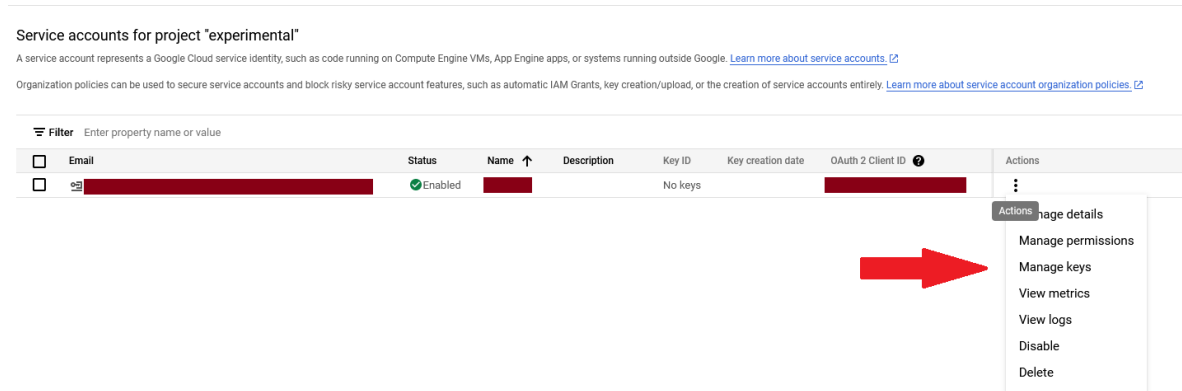 Service accounts for project "experimental"
A service account represents a Google Cloud service identity, such as code running on Compute Engine VMs, App Engine apps, or systems running outside Google. Learn more about service accounts.
Organization policies can be used to secure service accounts and block risky service account features, such as automatic IAM Grants, key creation/upload, or the creation of service accounts entirely. Learn more about service account organization policies.
Filter Enter property name or value
Email Status Name Description Key ID Key creation date OAuth 2 Client ID Actions
Enabled No keys
Actions
nage details
Manage permissions
Manage keys
View metrics
View logs
Disable
Delete